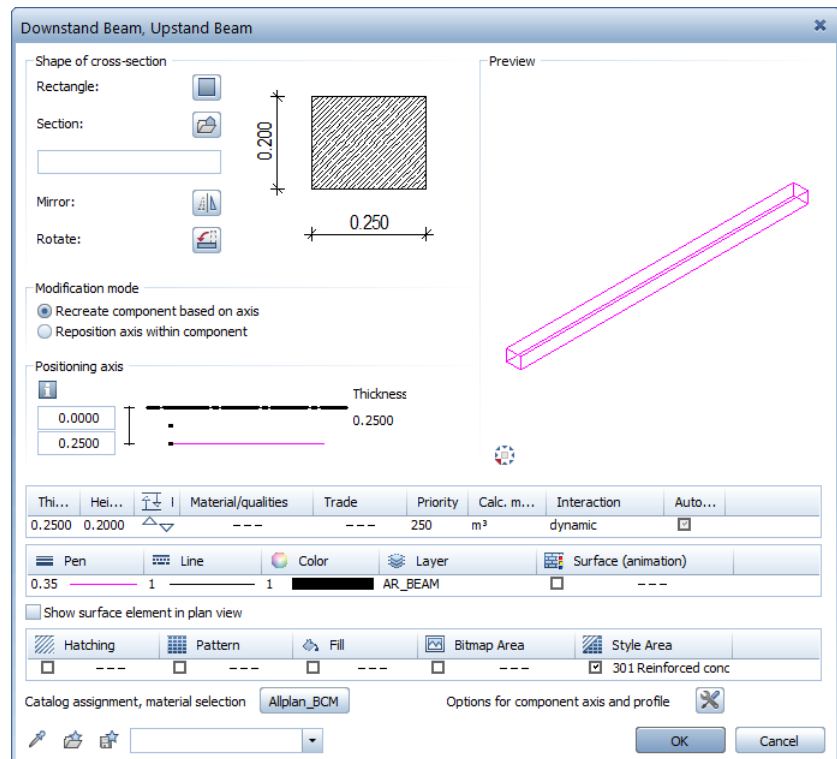 Downstand Beam, Upstand Beam
Shape of cross-section
Rectangle:
Section:
Mirror:
Rotate:
0.200
0.250
Preview
Modification mode
Recreate component based on axis
Reposition axis within component
Positioning axis
0.0000
0.2500
Thickness
0.2500
Thi... Hei... I Material/qualities Trade Priority Calc. m... Interaction Auto...
0.2500 0.2000 --- --- 250 m³ dynamic
Pen Line Color Layer Surface (animation)
0.35 1 1 AR_BEAM ---
Show surface element in plan view
Hatching Pattern Fill Bitmap Area Style Area
--- --- --- --- 301 Reinforced conc
Catalog assignment, material selection Allplan_BCM Options for component axis and profile
OK Cancel